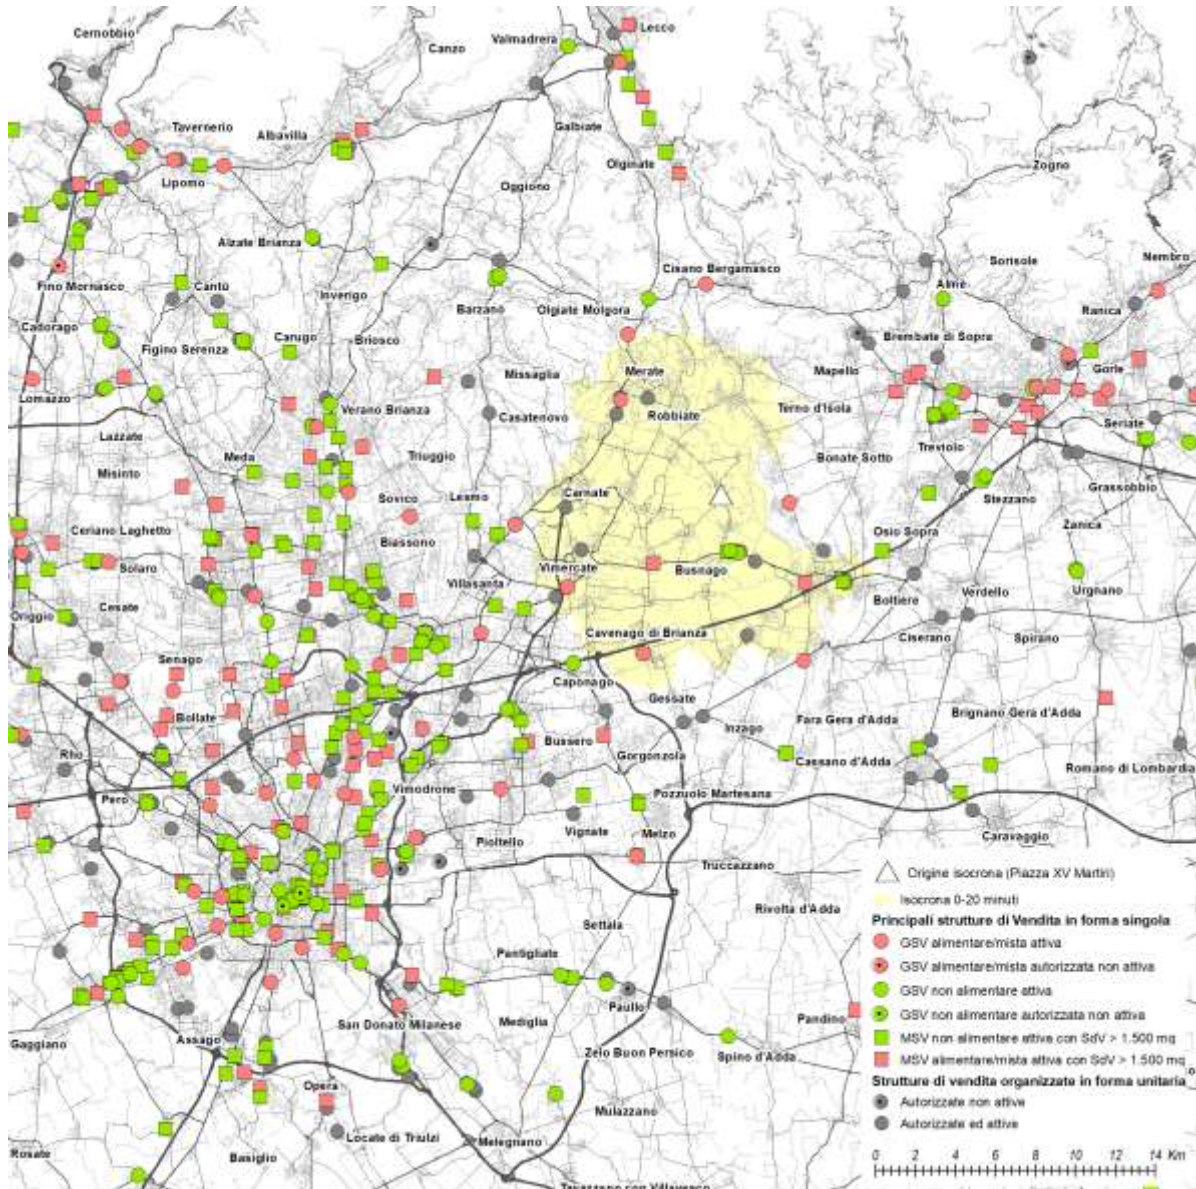 Cernobbio
Canzo
Valmadrera
Lecco
Tavernerio
Albavilla
Galbiate
Olginate
Zogno
Lipomo
Oggiono
Alzate Brianza
Cisano Bergamasco
Sorisole
Nembro
Fino Mornasco
Cantù
Inverigo
Barzano
Olgiate Molgora
Almè
Ranica
Cadorago
Figino Serenza
Carugo
Briosco
Brembate di Sopra
Missaglia
Merate
Mapello
Gorle
Lomazzo
Verano Brianza
Casatenovo
Robbiate
Terno d'Isola
Seriate
Lazzate
Treviolo
Misinto
Meda
Triuggio
Bonate Sotto
Grassobbio
Sovico
Lesmo
Carnate
Stezzano
Ceriano Laghetto
Biassono
Osio Sopra
Zanica
Solaro
Villasanta
Vimercate
Busnago
Cesate
Boltiere
Verdello
Urgnano
Origgio
Ciserano
Spirano
Cavenago di Brianza
Senago
Caponago
Bollate
Gessate
Fara Gera d'Adda
Brignano Gera d'Adda
Rho
Bussero
Inzago
Gorgonzola
Cassano d'Adda
Romano di Lombardia
Pero
Vimodrone
Pozzuolo Martesana
Vignate
Melzo
Caravaggio
Pioltello
Truccazzano
Rivolta d'Adda
Settala
Pantigliate
Paullo
Pandino
San Donato Milanese
Mediglia
Assago
Gaggiano
Zelo Buon Persico
Spino d'Adda
Opera
Mulazzano
Locate di Triulzi
Melegnano
Rosate
Basiglio
Tavazzano con Villavesco
Origine isocrona (Piazza XV Martiri)
Isocrona 0-20 minuti
Principali strutture di Vendita in forma singola
GSV alimentare/mista attiva
GSV alimentare/mista autorizzata non attiva
GSV non alimentare attiva
GSV non alimentare autorizzata non attiva
MSV non alimentare attiva con SdV > 1.500 mq
MSV alimentare/mista attiva con SdV > 1.500 mq
Strutture di vendita organizzate in forma unitaria
Autorizzate non attive
Autorizzate ed attive
0 2 4 6 8 10 12 14 Km